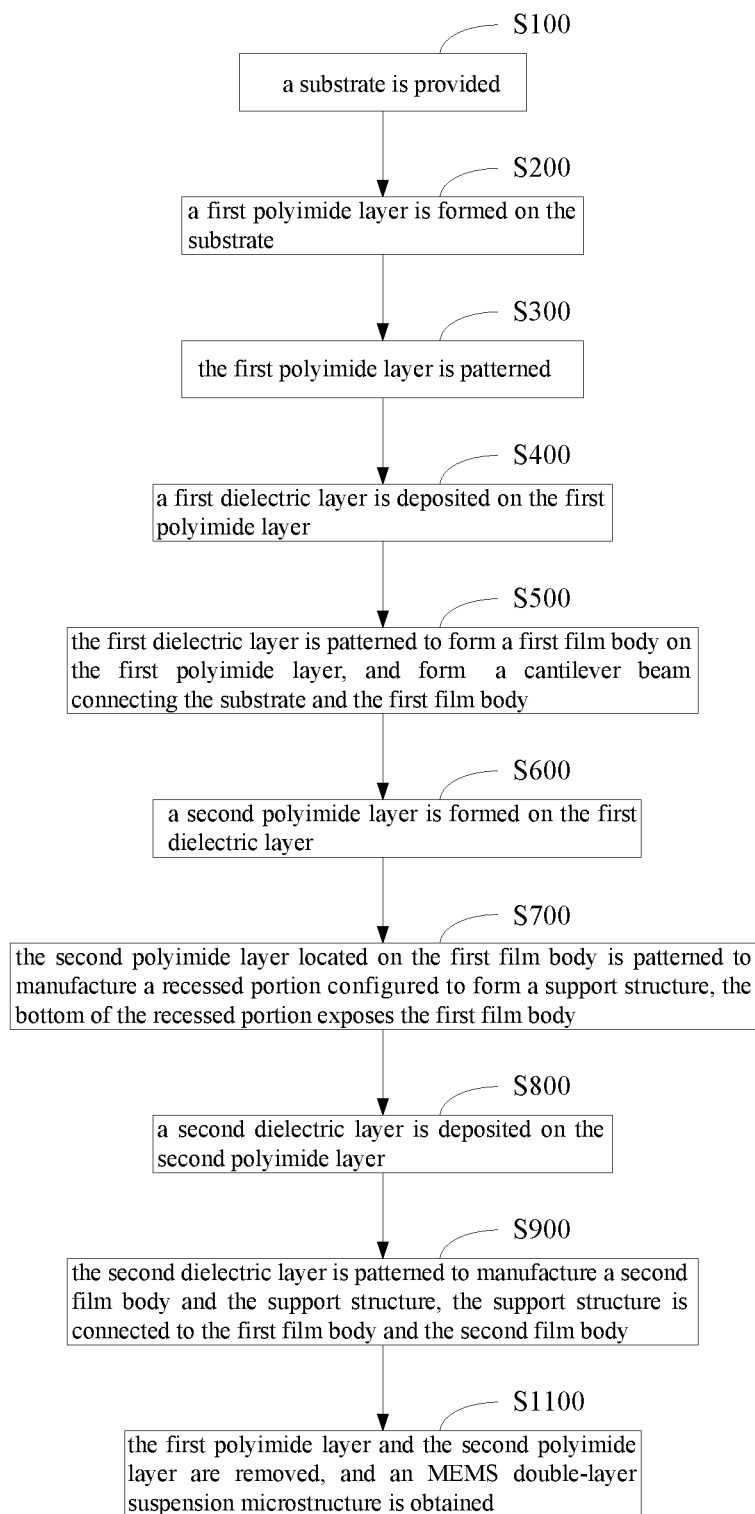 S100
a substrate is provided
S200
a first polyimide layer is formed on the
substrate
S300
the first polyimide layer is patterned
S400
a first dielectric layer is deposited on the first
polyimide layer
S500
the first dielectric layer is patterned to form a first film body on
the first polyimide layer, and form a cantilever beam
connecting the substrate and the first film body
S600
a second polyimide layer is formed on the first
dielectric layer
S700
the second polyimide layer located on the first film body is patterned to
manufacture a recessed portion configured to form a support structure, the
bottom of the recessed portion exposes the first film body
S800
a second dielectric layer is deposited on the
second polyimide layer
S900
the second dielectric layer is patterned to manufacture a second
film body and the support structure, the support structure is
connected to the first film body and the second film body
S1100
the first polyimide layer and the second polyimide
layer are removed, and an MEMS double-layer
suspension microstructure is obtained